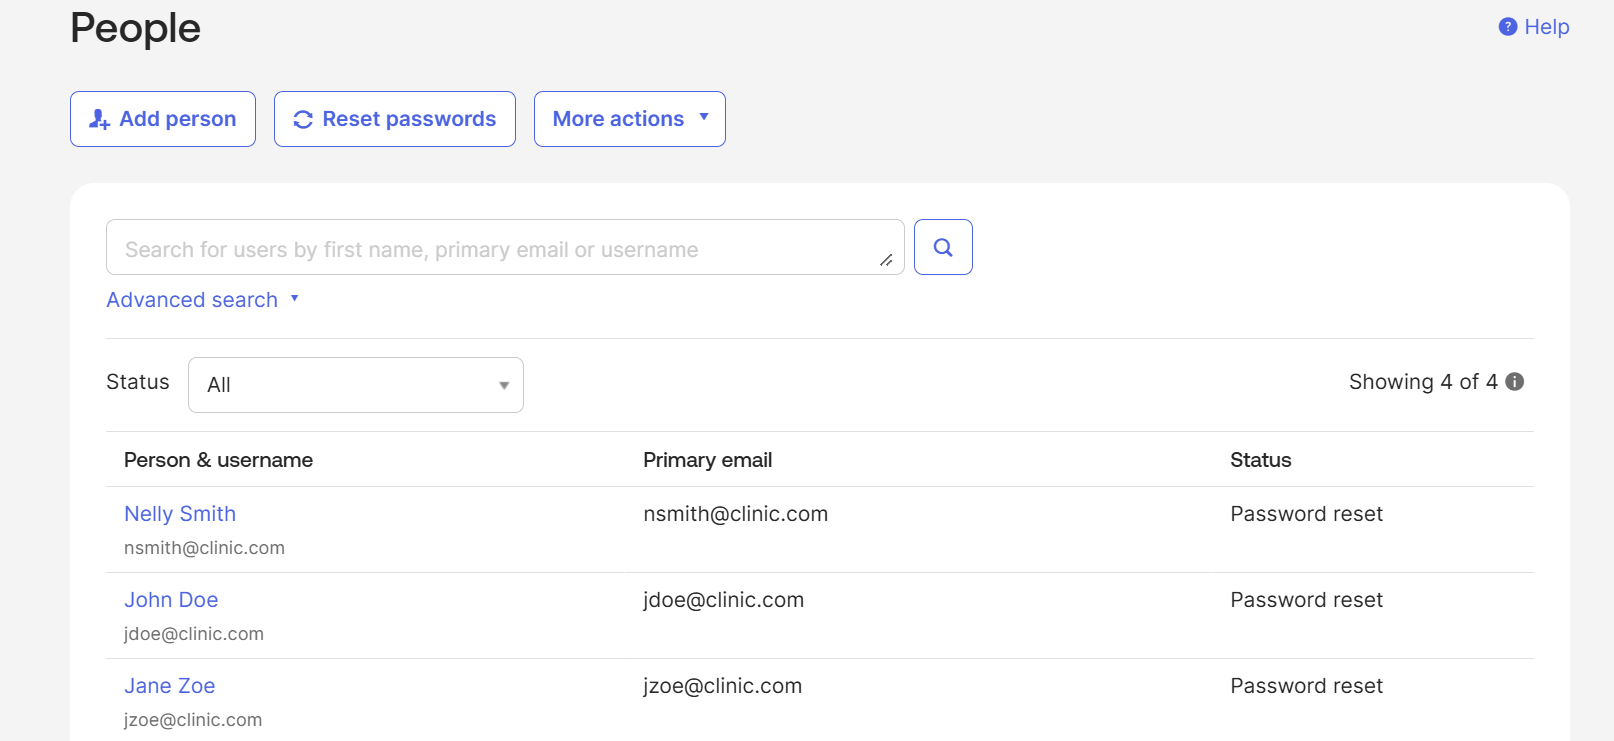 People
Help
Add person
Reset passwords
More actions
Search for users by first name, primary email or username
Advanced search
Status
All
Showing 4 of 4
Person & username
Primary email
Status
Nelly Smith
nsmith@clinic.com
Password reset
nsmith@clinic.com
John Doe
jdoe@clinic.com
Password reset
jdoe@clinic.com
Jane Zoe
jzoe@clinic.com
Password reset
jzoe@clinic.com